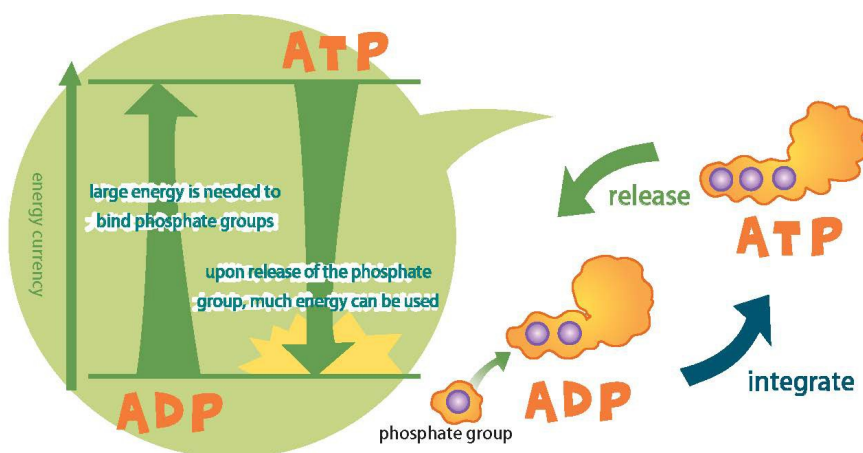 ATP
energy currency
large energy is needed to
bind phosphate groups
upon release of the phosphate
group, much energy can be used
ADP
release
ATP
integrate
ADP
phosphate group